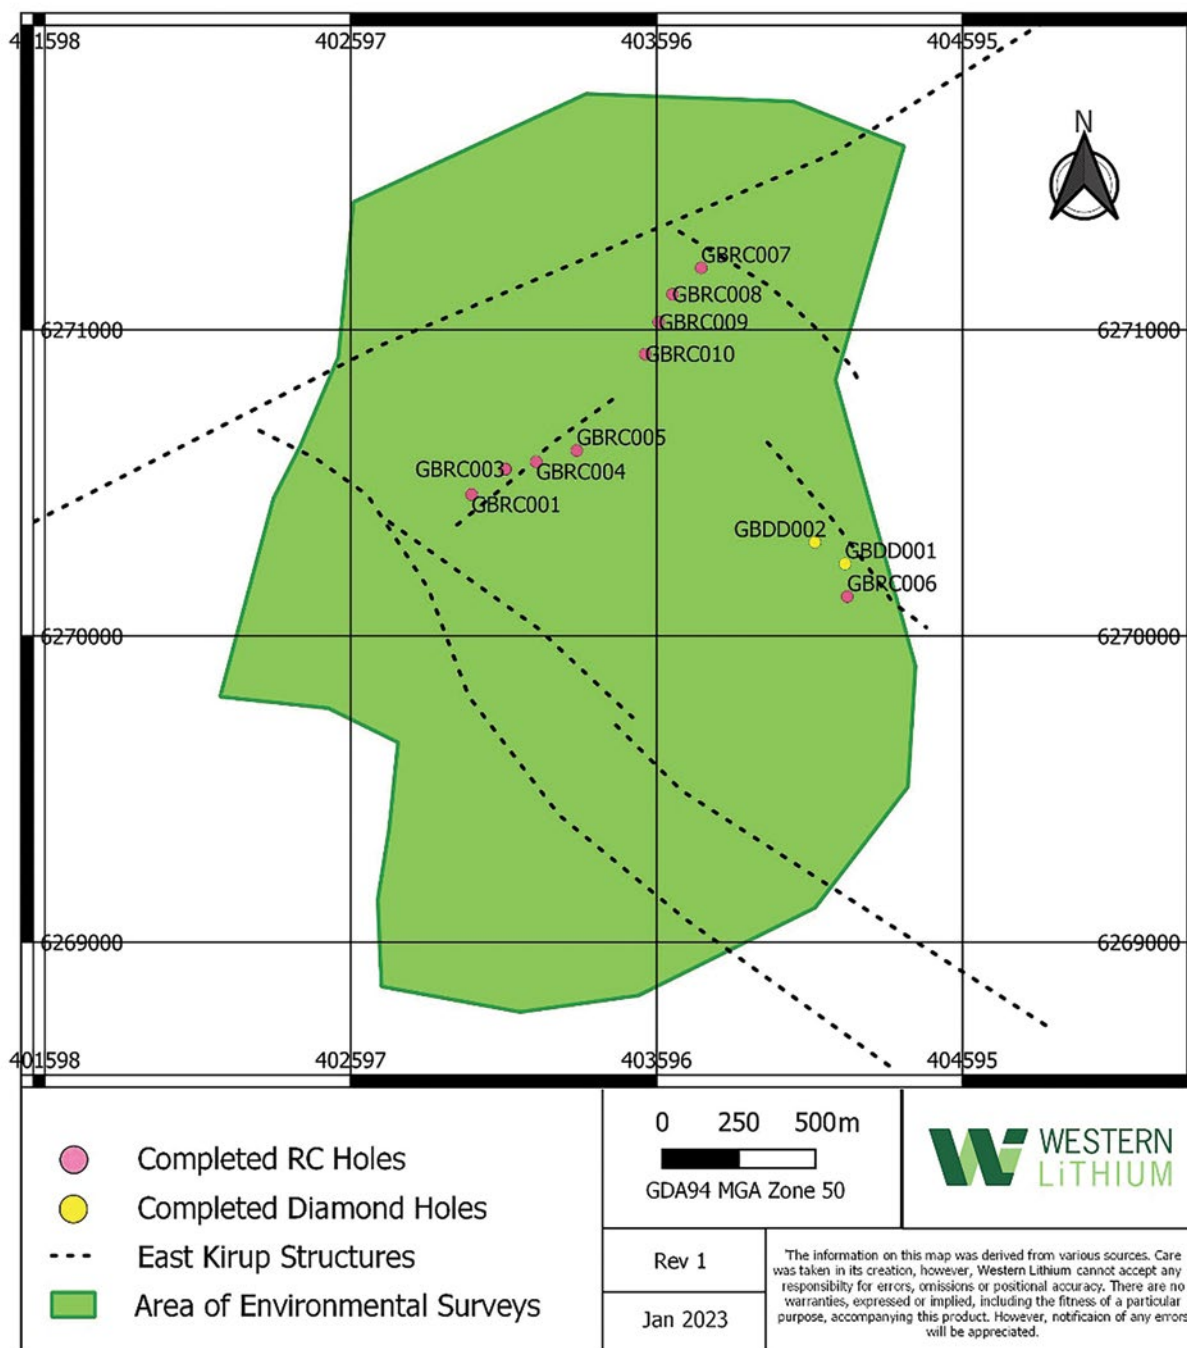 401598 402597 403596 404595
N
GBRC007
GBRC008
6271000 GBRC009 6271000
GBRC010
GBRC005
GBRC003 GBRC004
GBRC001
GBDD002
GBDD001
GBRC006
6270000 6270000
6269000 6269000
401598 402597 403596 404595
Completed RC Holes
Completed Diamond Holes
East Kirup Structures
Area of Environmental Surveys
0 250 500m
GDA94 MGA Zone 50
Rev 1
Jan 2023
WESTERN
LiTHIUM
'The information on this map was derived from various sources. Care
was taken in its creation, however, Western Lithium cannot accept any
responsibilty for errors, omissions or positional accuracy. There are no
warranties, expressed or implied, including the fitness of a particular
purpose, accompanying this product. However, notificaion of any errors
will be appreciated.